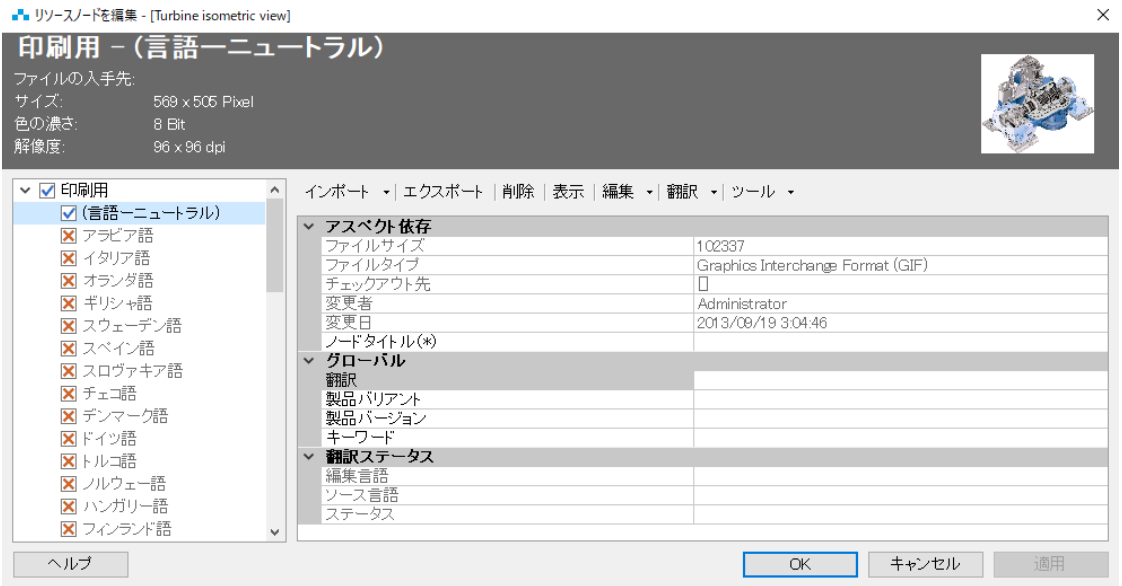 リソースノードを編集 - [Turbine isometric view]
印刷用 - (言語ーニュートラル)
ファイルの入手先:
サイズ: 569 x 505 Pixel
色の濃さ: 8 Bit
解像度: 96 x 96 dpi
印刷用
(言語ーニュートラル)
アラビア語
イタリア語
オランダ語
ギリシャ語
スウェーデン語
スペイン語
スロヴァキア語
チェコ語
デンマーク語
ドイツ語
トルコ語
ノルウェー語
ハンガリー語
フィンランド語
インポート | エクスポート | 削除 | 表示 | 編集 | 翻訳 | ツール
アスペクト依存
ファイルサイズ 102337
ファイルタイプ Graphics Interchange Format (GIF)
チェックアウト先
変更者 Administrator
変更日 2013/09/19 3:04:46
ノードタイトル(*)
グローバル
翻訳
製品バリアント
製品バージョン
キーワード
翻訳ステータス
編集言語
ソース言語
ステータス
ヘルプ
OK
キャンセル
適用